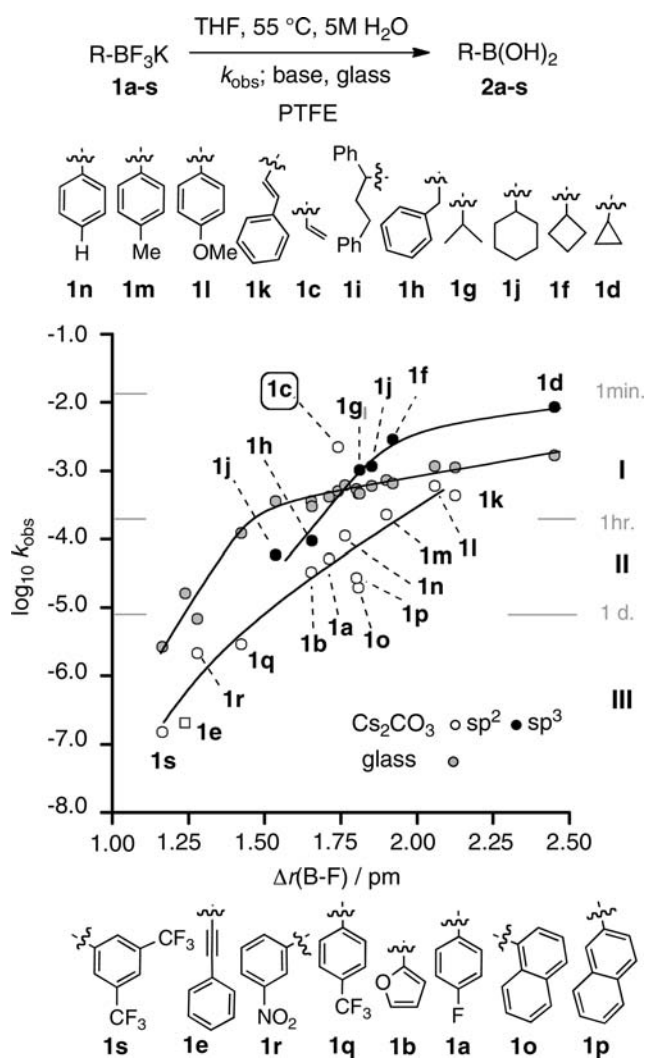 THF, 55 °C, 5M H₂O
R-BF₃K
R-B(OH)₂
1a-s
kobs; base, glass
2a-s
PTFE
Ph
Ph
H
Me
OMe
1n 1m 1l 1k 1c 1i 1h 1g 1j 1f 1d
-1.0
-2.0
-3.0
-4.0
-5.0
-6.0
-7.0
-8.0
log₁₀ kobs
1c
1g
1j
1f
1d
1h
1j
1k
1l
1m
1n
1p
1o
1a
1b
1q
1r
1e
1s
1min.
I
1hr.
II
1 d.
III
Cs₂CO₃ sp² sp³
glass
1.00 1.25 1.50 1.75 2.00 2.25 2.50
Δr(B-F) / pm
CF₃
CF₃
NO₂
CF₃
O
F
1s 1e 1r 1q 1b 1a 1o 1p